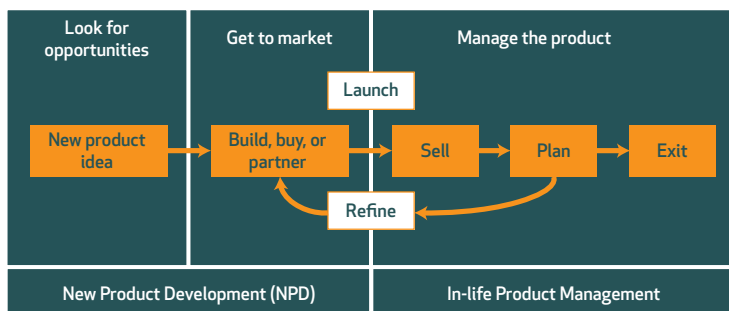 Look for
opportunities
Get to market
Manage the product
Launch
New product
idea
Build, buy, or
partner
Sell
Plan
Exit
Refine
New Product Development (NPD)
In-life Product Management